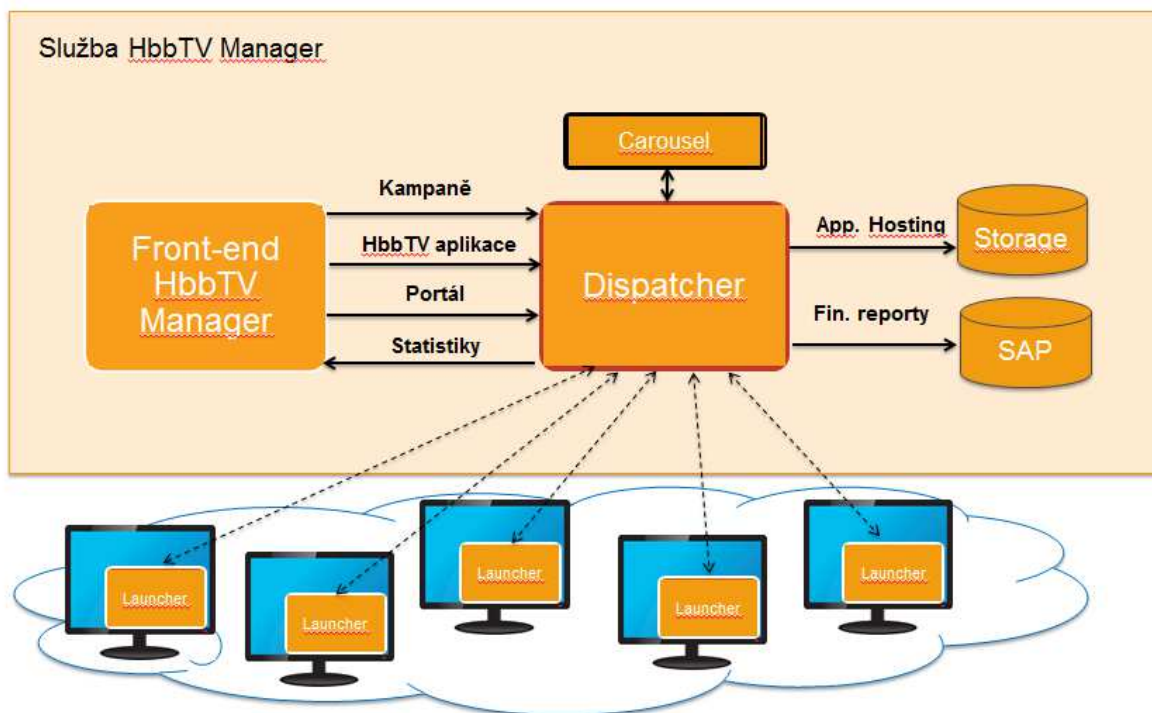 Služba HbbTV Manager
Carousel
Kampaně
HbbTV aplikace
Portál
Statistiky
Front-end
HbbTV
Manager
Dispatcher
App. Hosting
Fin. reporty
Storage
SAP
Launcher
Launcher
Launcher
Launcher
Launcher